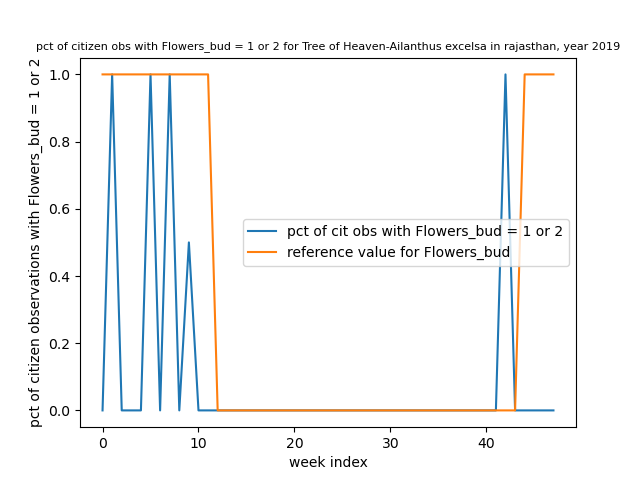 pct of citizen obs with Flowers_bud = 1 or 2 for Tree of Heaven-Ailanthus excelsa in rajasthan, year 2019
pct of citizen observations with Flowers_bud = 1 or 2
1.0
0.8
0.6
0.4
0.2
0.0
pct of cit obs with Flowers_bud = 1 or 2
reference value for Flowers_bud
0 10 20 30 40
week index